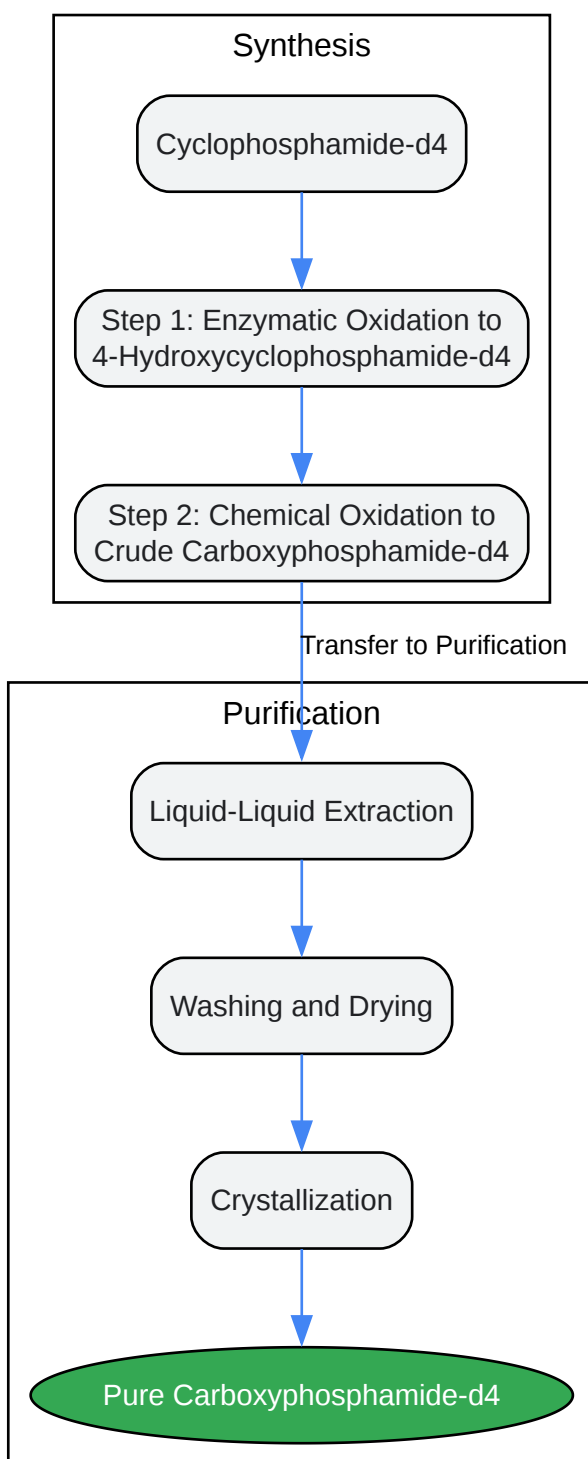 Synthesis
Cyclophosphamide-d4
Step 1: Enzymatic Oxidation to
4-Hydroxycyclophosphamide-d4
Step 2: Chemical Oxidation to
Crude Carboxyphosphamide-d4
Transfer to Purification
Purification
Liquid-Liquid Extraction
Washing and Drying
Crystallization
Pure Carboxyphosphamide-d4